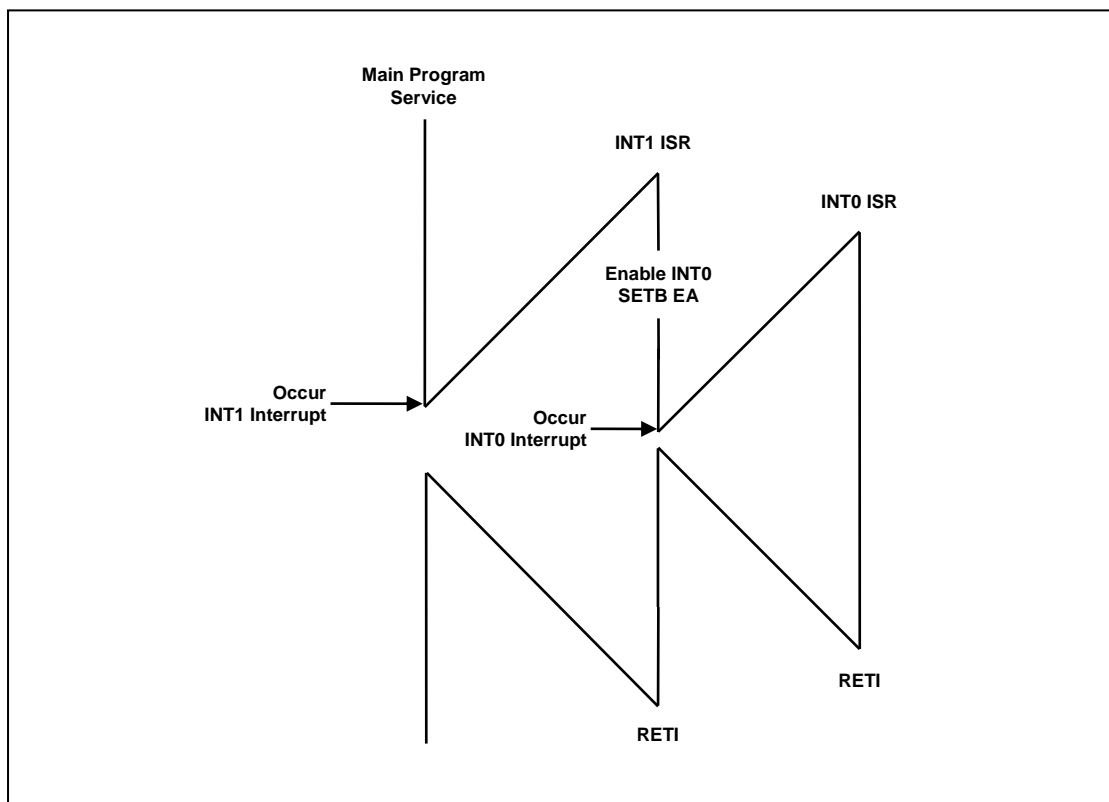 Main Program
Service
INT1 ISR
INT0 ISR
Enable INT0
SETB EA
Occur
INT1 Interrupt
Occur
INT0 Interrupt
RETI
RETI